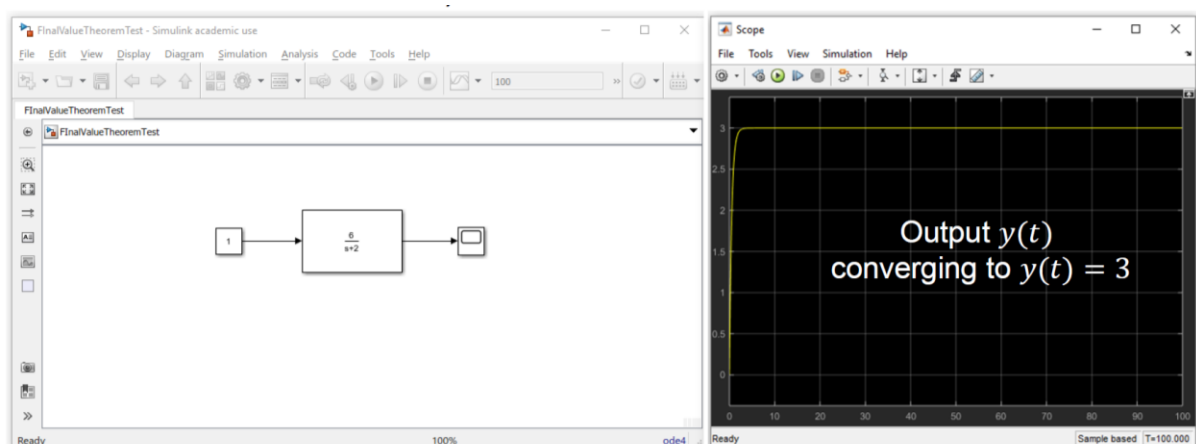 FInalValueTheoremTest - Simulink academic use
File Edit View Display Diagram Simulation Analysis Code Tools Help
100
FInalValueTheoremTest
FInalValueTheoremTest
1
6
s+2
Ready 100% ode4
Scope
File Tools View Simulation Help
3
2.5
2
1.5
1
0.5
0
Output y(t)
converging to y(t) = 3
0 10 20 30 40 50 60 70 80 90 100
Ready Sample based T=100.000